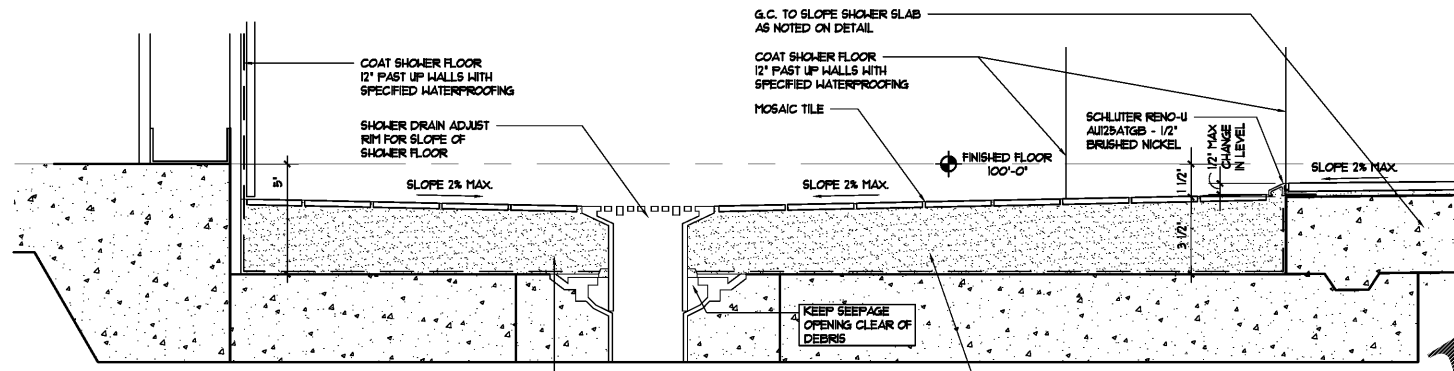 G.C. TO SLOPE SHOWER SLAB
AS NOTED ON DETAIL
COAT SHOWER FLOOR
12" PAST UP WALLS WITH
SPECIFIED WATERPROOFING
COAT SHOWER FLOOR
12" PAST UP WALLS WITH
SPECIFIED WATERPROOFING
MOSAIC TILE
SHOWER DRAIN ADJUST
RIM FOR SLOPE OF
SHOWER FLOOR
SCHLUTER RENO-U
AU125ATGB - 1/2"
BRUSHED NICKEL
1/2" MAX
CHANGE
IN LEVEL
FINISHED FLOOR
100'-0"
5"
SLOPE 2% MAX.
SLOPE 2% MAX.
1 1/2"
SLOPE 2% MAX.
3 1/2"
KEEP SEEPAGE
OPENING CLEAR OF
DEBRIS